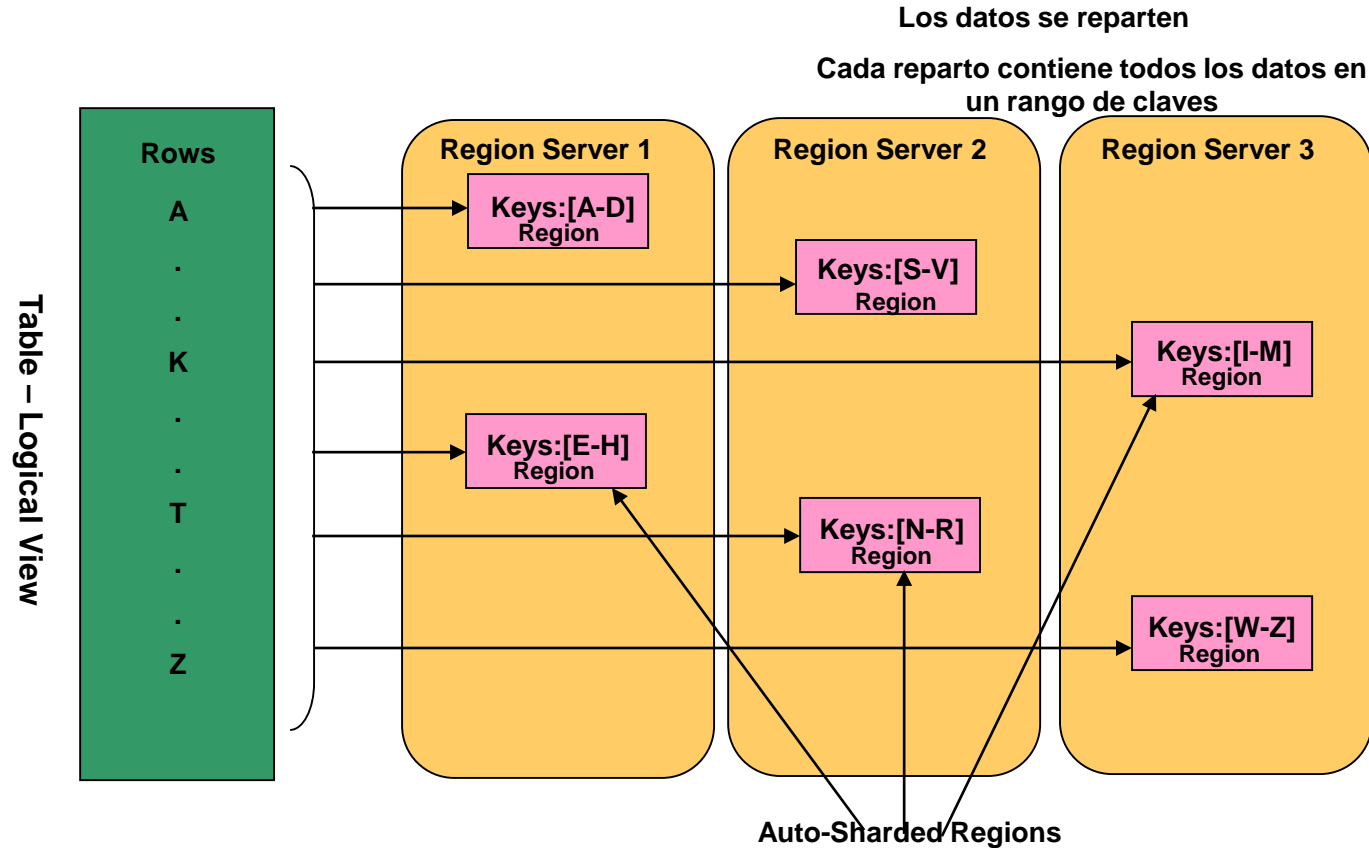 Los datos se reparten
Cada reparto contiene todos los datos en
un rango de claves
Table – Logical View
Rows
A
.
.
K
.
.
T
.
.
Z
Region Server 1
Keys:[A-D]
Region
Keys:[E-H]
Region
Region Server 2
Keys:[S-V]
Region
Keys:[N-R]
Region
Region Server 3
Keys:[I-M]
Region
Keys:[W-Z]
Region
Auto-Sharded Regions